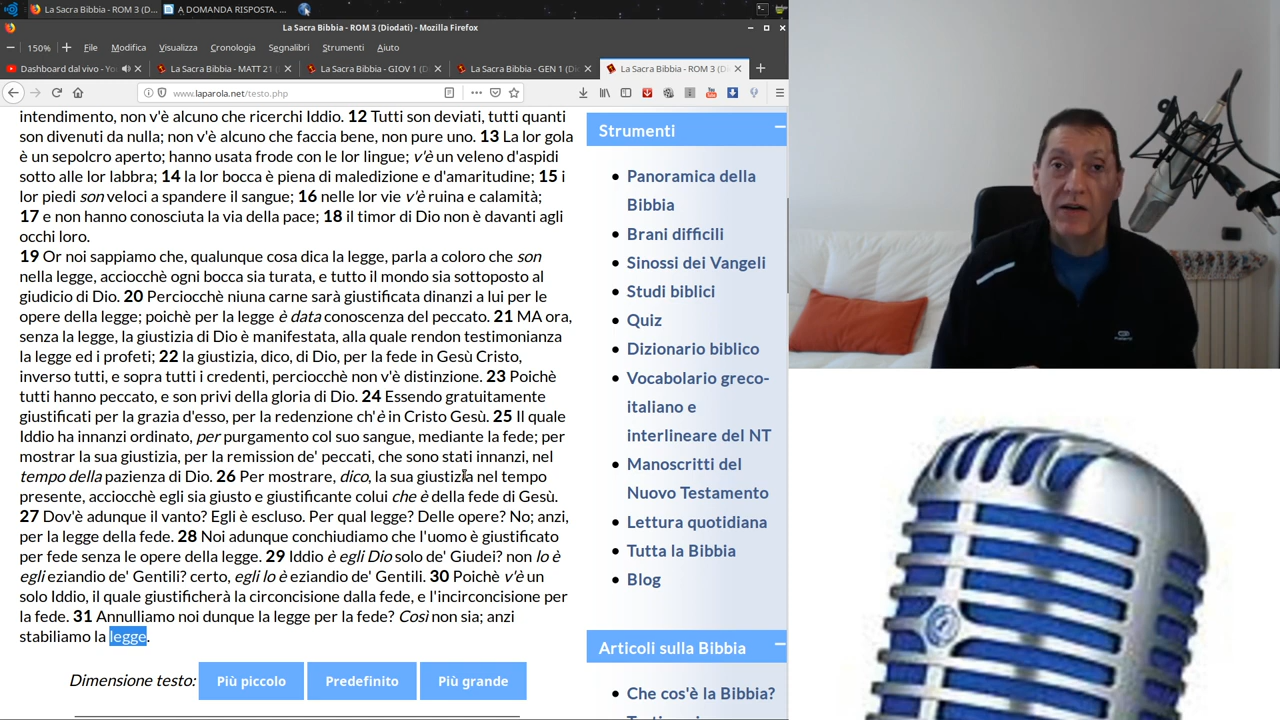 La Sacra Bibbia - ROM 3 (D...
A DOMANDA RISPOSTA. ...
La Sacra Bibbia - ROM 3 (Diodati) - Mozilla Firefox
150% File Modifica Visualizza Cronologia Segnalibri Strumenti Aiuto
Dashboard dal vivo - Yo
La Sacra Bibbia - MATT 21 (
La Sacra Bibbia - GIOV 1 (D
La Sacra Bibbia - GEN 1 (D
La Sacra Bibbia - ROM 3 (Di
www.laparola.net/testo.php
intendimento, non v'è alcuno che ricerchi Iddio. 12 Tutti son deviati, tutti quanti
son divenuti da nulla; non v'è alcuno che faccia bene, non pure uno. 13 La lor gola
è un sepolcro aperto; hanno usata frode con le lor lingue; v'è un veleno d'aspidi
sotto alle lor labbra; 14 la lor bocca è piena di maledizione e d'amaritudine; 15 i
lor piedi son veloci a spandere il sangue; 16 nelle lor vie v'è ruina e calamità;
17 e non hanno conosciuta la via della pace; 18 il timor di Dio non è davanti agli
occhi loro.
19 Or noi sappiamo che, qualunque cosa dica la legge, parla a coloro che son
nella legge, acciocchè ogni bocca sia turata, e tutto il mondo sia sottoposto al
giudicio di Dio. 20 Perciocchè niuna carne sarà giustificata dinanzi a lui per le
opere della legge; poichè per la legge è data conoscenza del peccato. 21 MA ora,
senza la legge, la giustizia di Dio è manifestata, alla quale rendon testimonianza
la legge ed i profeti; 22 la giustizia, dico, di Dio, per la fede in Gesù Cristo,
inverso tutti, e sopra tutti i credenti, perciocchè non v'è distinzione. 23 Poichè
tutti hanno peccato, e son privi della gloria di Dio. 24 Essendo gratuitamente
giustificati per la grazia d'esso, per la redenzione ch'è in Cristo Gesù. 25 Il quale
Iddio ha innanzi ordinato, per purgamento col suo sangue, mediante la fede; per
mostrar la sua giustizia, per la remission de' peccati, che sono stati innanzi, nel
tempo della pazienza di Dio. 26 Per mostrare, dico, la sua giustizia nel tempo
presente, acciocchè egli sia giusto e giustificante colui che è della fede di Gesù.
27 Dov'è adunque il vanto? Egli è escluso. Per qual legge? Delle opere? No; anzi,
per la legge della fede. 28 Noi adunque conchiudiamo che l'uomo è giustificato
per fede senza le opere della legge. 29 Iddio è egli Dio solo de' Giudei? non lo è
egli eziandio de' Gentili? certo, egli lo è eziandio de' Gentili. 30 Poichè v'è un
solo Iddio, il quale giustificherà la circoncisione dalla fede, e l'incirconcisione per
la fede. 31 Annulliamo noi dunque la legge per la fede? Così non sia; anzi
stabiliamo la legge.
Dimensione testo: Più piccolo Predefinito Più grande
Strumenti
Panoramica della
Bibbia
Brani difficili
Sinossi dei Vangeli
Studi biblici
Quiz
Dizionario biblico
Vocabolario greco-
italiano e
interlineare del NT
Manoscritti del
Nuovo Testamento
Lettura quotidiana
Tutta la Bibbia
Blog
Articoli sulla Bibbia
Che cos'è la Bibbia?